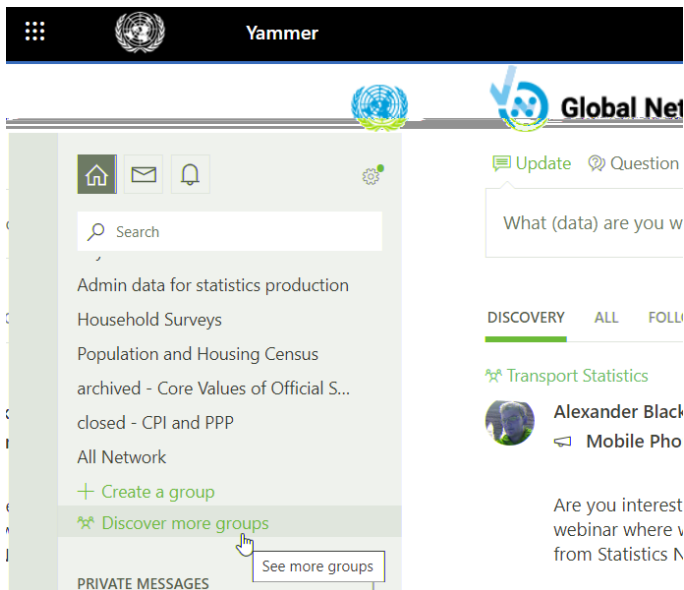 Yammer
Global Net
Search
Admin data for statistics production
Household Surveys
Population and Housing Census
archived - Core Values of Official S...
closed - CPI and PPP
All Network
Create a group
Discover more groups
See more groups
PRIVATE MESSAGES
Update Question
What (data) are you w
DISCOVERY ALL FOLL
Transport Statistics
Alexander Black
Mobile Pho
Are you interest
webinar where w
from Statistics N